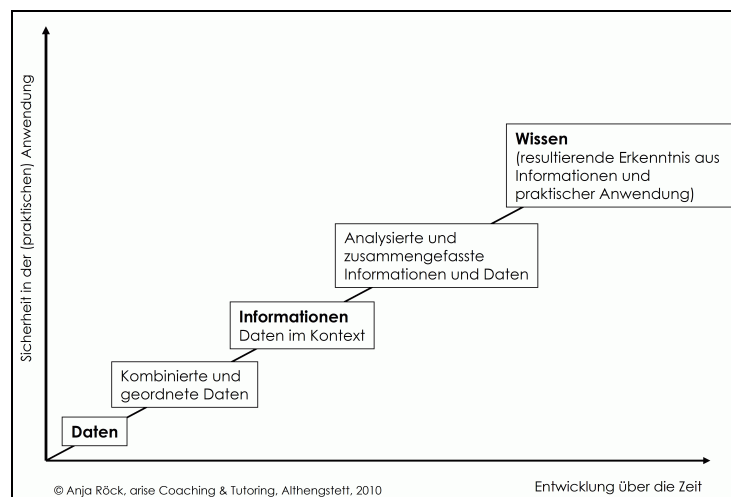 Sicherheit in der (praktischen) Anwendung
Wissen
(resultierende Erkenntnis aus
Informationen und
praktischer Anwendung)
Analysierte und
zusammengefasste
Informationen und Daten
Informationen
Daten im Kontext
Kombinierte und
geordnete Daten
Daten
© Anja Röck, arise Coaching & Tutoring, Althengstett, 2010
Entwicklung über die Zeit